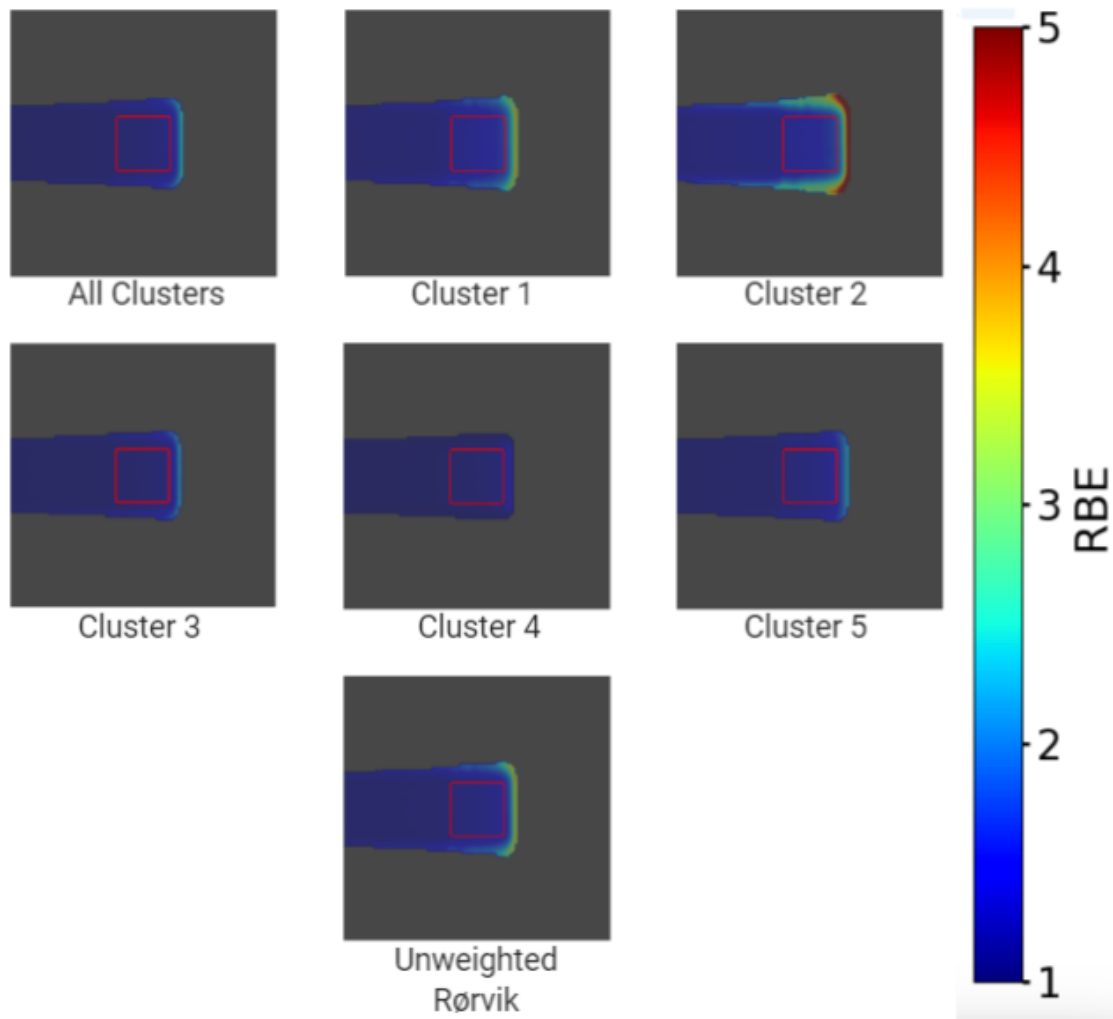 All Clusters
Cluster 1
Cluster 2
Cluster 3
Cluster 4
Cluster 5
Unweighted
Rørvik
5
4
3
2
1
RBE